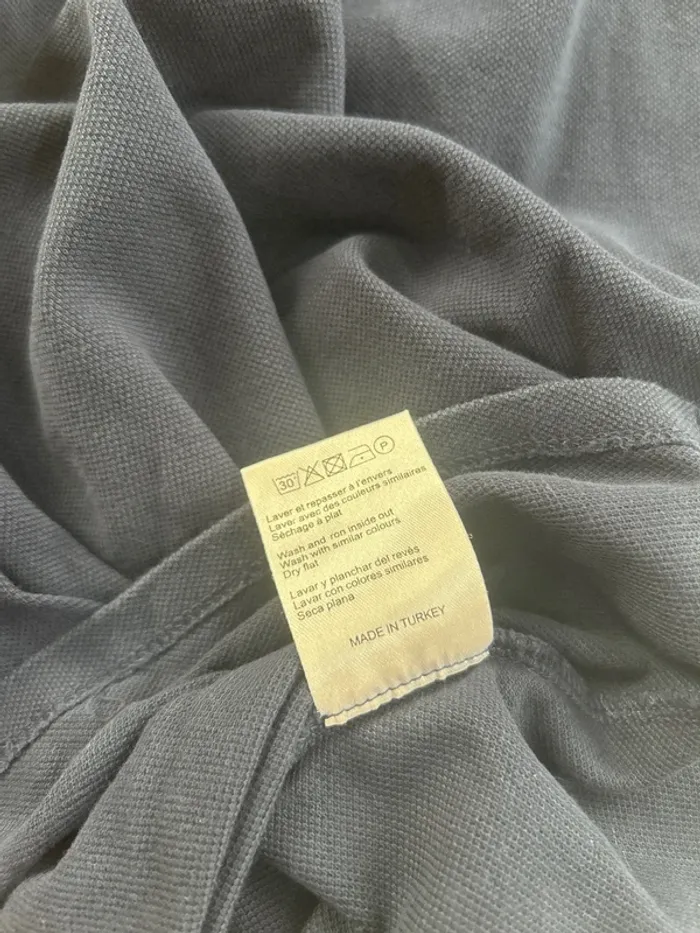 30° P
Laver et repasser à l'envers
Laver avec des couleurs similaires
Séchage à plat
Wash and iron inside out
Wash with similar colours
Dry flat
Lavar y planchar del revés
Lavar con colores similares
Seca plana
MADE IN TURKEY